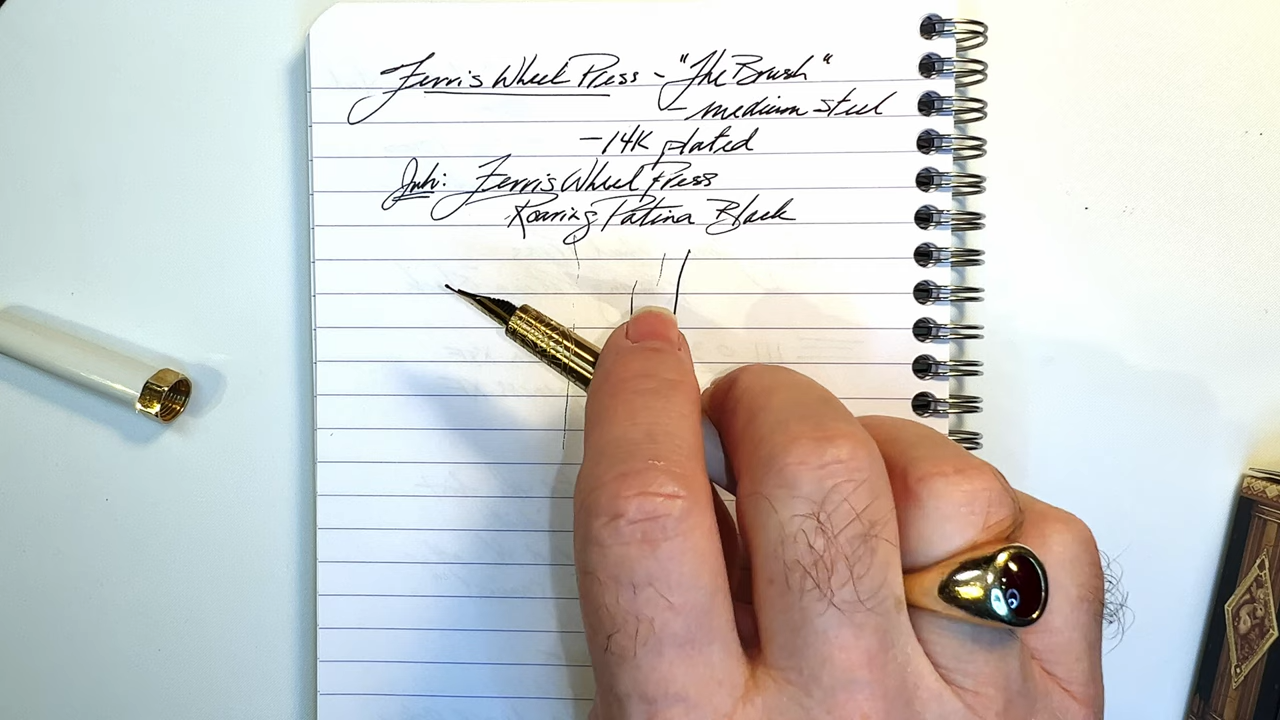 Ferris Wheel Press - "The Brush"
- medium steel
- 14K plated
Ink: Ferris Wheel Press
Roaring Patina Black